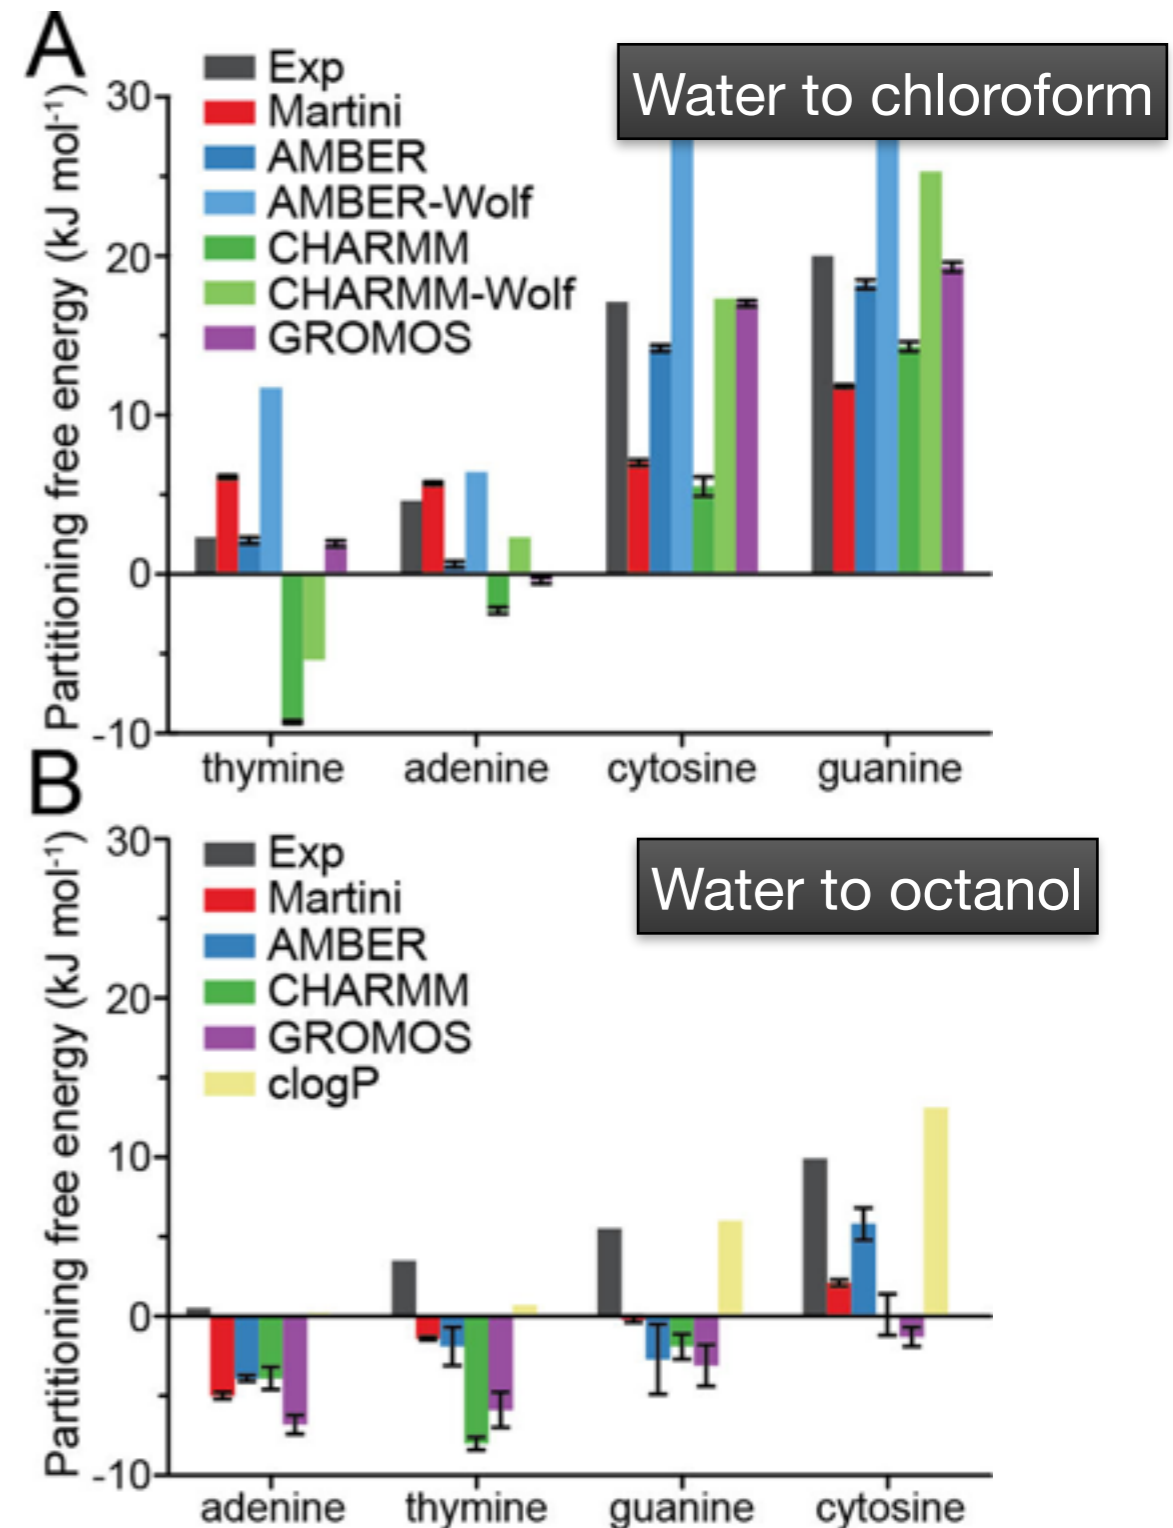 A
Exp
Martini
AMBER
AMBER-Wolf
CHARMM
CHARMM-Wolf
GROMOS
Water to chloroform
Partitioning free energy (kJ mol⁻¹)
30
20
10
0
-10
thymine adenine cytosine guanine
B
Exp
Martini
AMBER
CHARMM
GROMOS
clogP
Water to octanol
Partitioning free energy (kJ mol⁻¹)
30
20
10
0
-10
adenine thymine guanine cytosine